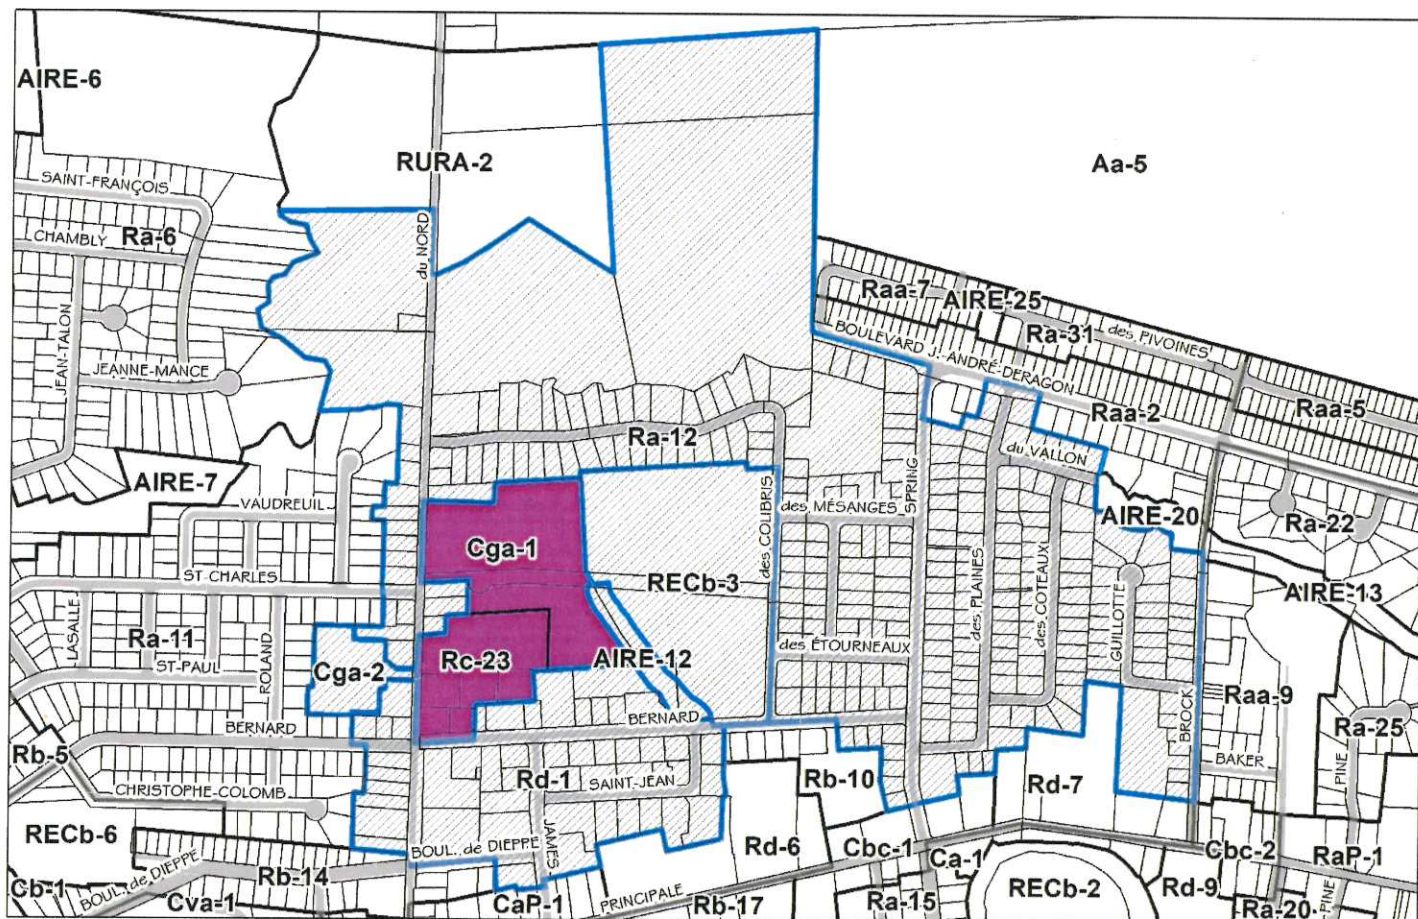 AIRE-6
RURA-2
Aa-5
SAINT-FRANÇOIS
CHAMBLY
Ra-6
du NORD
Raa-7
AIRE-25
Ra-31
des PIVOINES
BOULEVARD J.-ANDRÉ-DERAGON
JEAN-TALON
JEANNE-MANCE
Raa-2
Raa-5
Ra-12
du VALLON
AIRE-7
VAUDREUIL
des COLIBRIS
des MÉSANGES
SPRING
AIRE-20
Ra-22
Cga-1
ST-CHARLES
RECb-3
des PLAINES
des COTEAUX
GUILLOTTE
AIRE-13
LASALLE
Ra-11
ST-PAUL
ROLAND
Cga-2
Rc-23
AIRE-12
des ÉTOURNEAUX
BROCK
Raa-9
BERNARD
BERNARD
Ra-25
Rb-5
CHRISTOPHE-COLOMB
Rd-1
SAINT-JEAN
Rb-10
Rd-7
BAKER
PINE
RECb-6
BOUL. de DIEPPE
JAMES
Rd-6
Cbc-1
Ca-1
Cbc-2
RaP-1
Cb-1
BOUL. de DIEPPE
Rb-14
Cva-1
CaP-1
PRINCIPALE
Rb-17
Ra-15
RECb-2
Rd-9
Ra-20
PINE